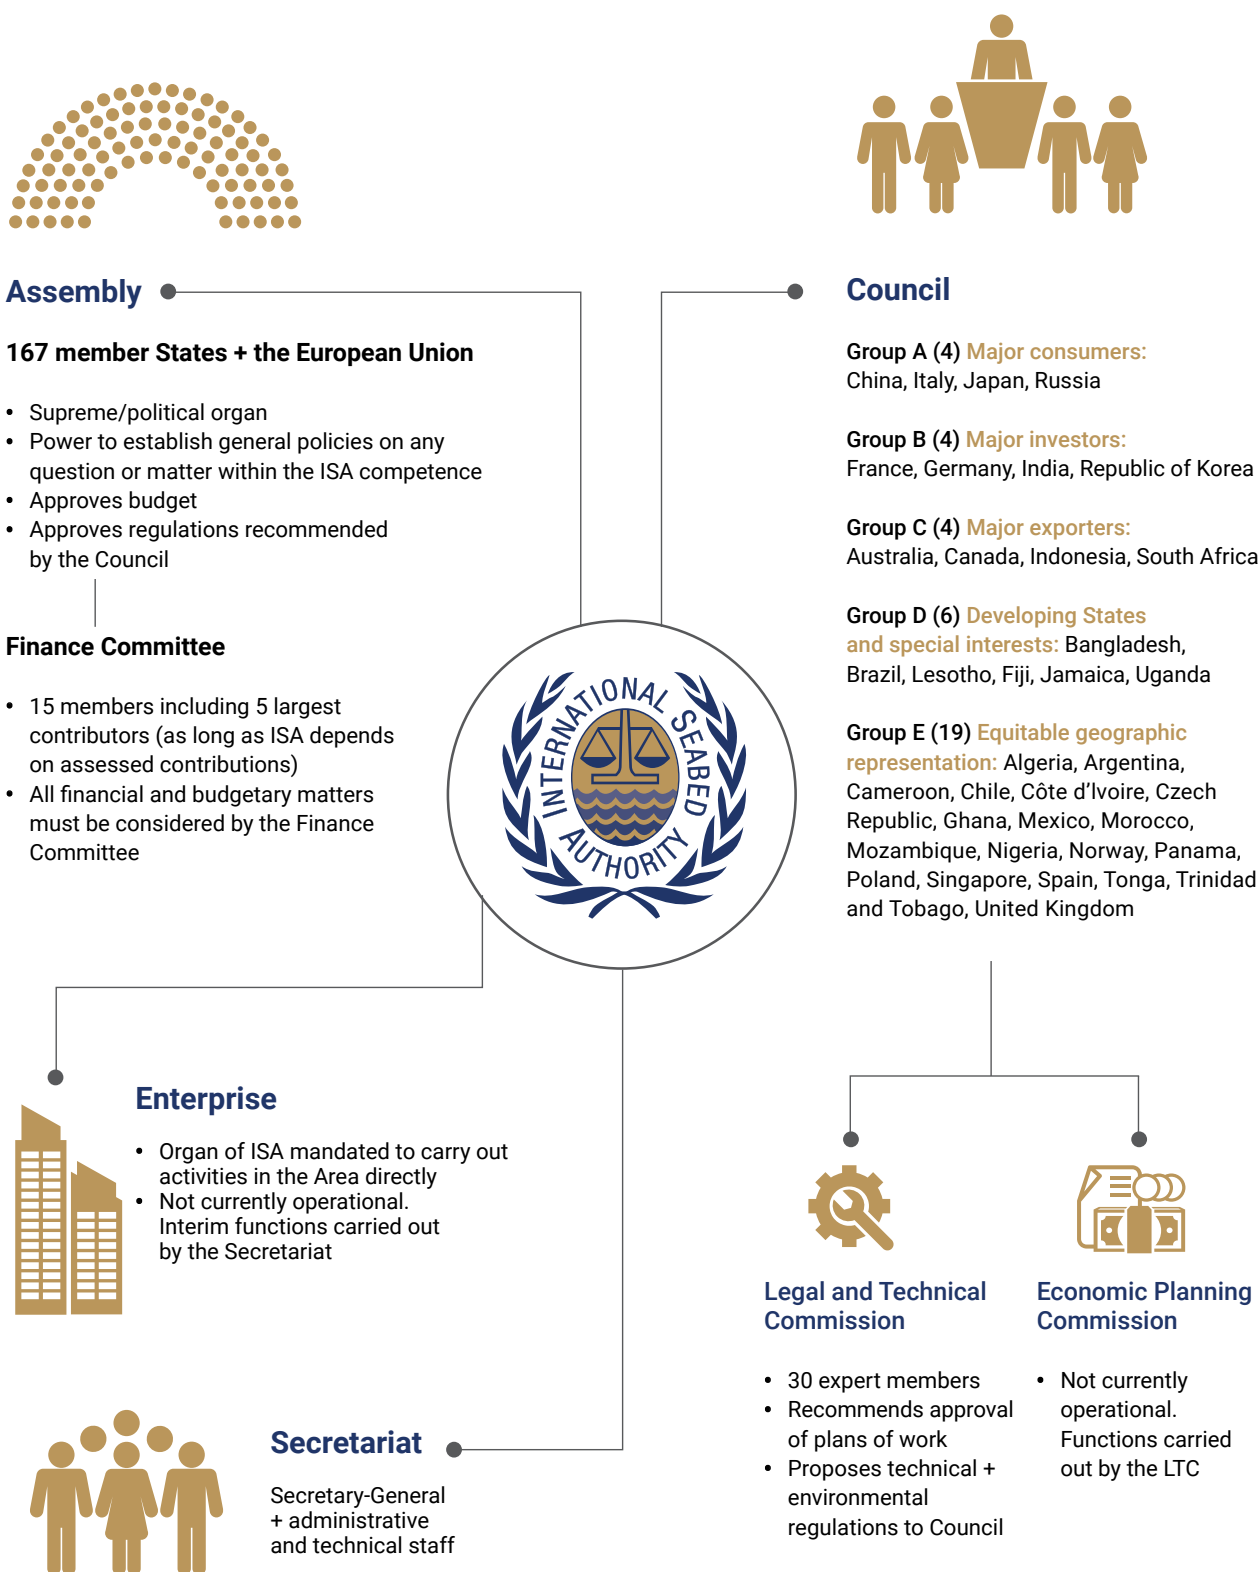 Assembly
167 member States + the European Union
• Supreme/political organ
• Power to establish general policies on any
question or matter within the ISA competence
• Approves budget
• Approves regulations recommended
by the Council
Finance Committee
• 15 members including 5 largest
contributors (as long as ISA depends
on assessed contributions)
• All financial and budgetary matters
must be considered by the Finance
Committee
Council
Group A (4) Major consumers:
China, Italy, Japan, Russia
Group B (4) Major investors:
France, Germany, India, Republic of Korea
Group C (4) Major exporters:
Australia, Canada, Indonesia, South Africa
Group D (6) Developing States
and special interests: Bangladesh,
Brazil, Lesotho, Fiji, Jamaica, Uganda
Group E (19) Equitable geographic
representation: Algeria, Argentina,
Cameroon, Chile, Côte d’Ivoire, Czech
Republic, Ghana, Mexico, Morocco,
Mozambique, Nigeria, Norway, Panama,
Poland, Singapore, Spain, Tonga, Trinidad
and Tobago, United Kingdom
INTERNATIONAL SEABED
AUTHORITY
Enterprise
• Organ of ISA mandated to carry out
activities in the Area directly
• Not currently operational.
Interim functions carried out
by the Secretariat
Legal and Technical
Commission
• 30 expert members
• Recommends approval
of plans of work
• Proposes technical +
environmental
regulations to Council
Economic Planning
Commission
• Not currently
operational.
Functions carried
out by the LTC
Secretariat
Secretary-General
+ administrative
and technical staff